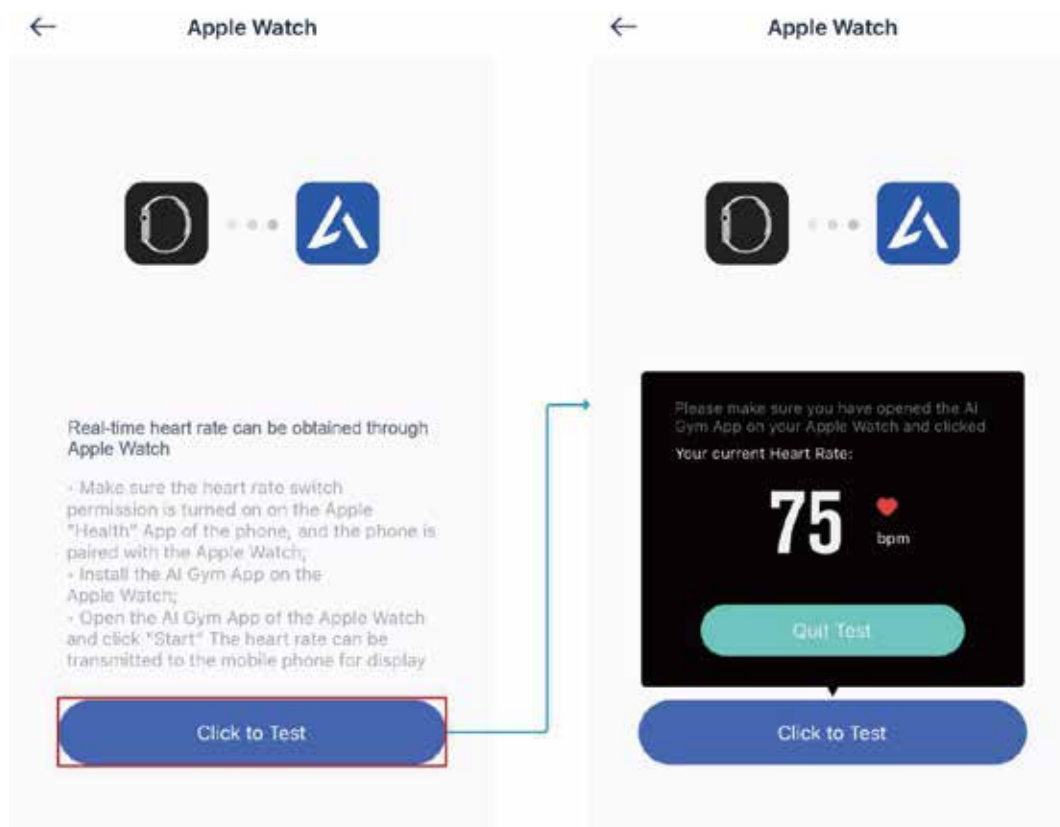 Apple Watch
Real-time heart rate can be obtained through
Apple Watch
- Make sure the heart rate switch
permission is turned on on the Apple
"Health" App of the phone, and the phone is
paired with the Apple Watch;
- Install the AI Gym App on the
Apple Watch;
- Open the AI Gym App of the Apple Watch
and click "Start" The heart rate can be
transmitted to the mobile phone for display
Click to Test
Apple Watch
Please make sure you have opened the AI
Gym App on your Apple Watch and clicked
Your current Heart Rate:
75
bpm
Quit Test
Click to Test